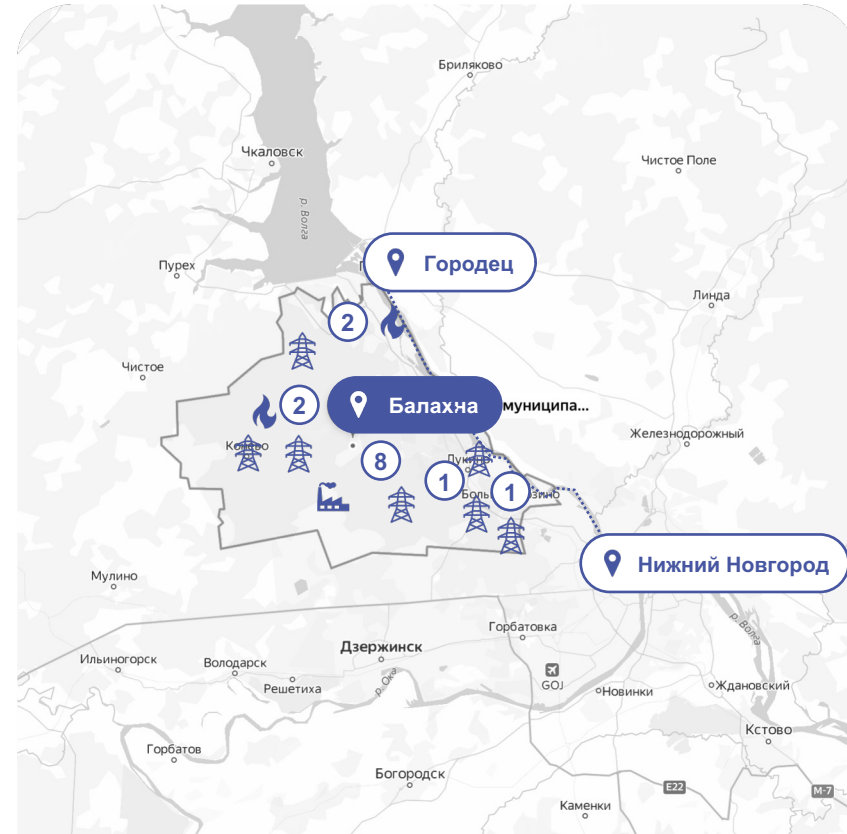 Бриляково
Чкаловск
Чистое Поле
р. Волга
Пурех
Городец
Линда
2
Чистое
2
Балахна
муниципа...
Железнодорожный
8
1
1
Нижний Новгород
Мулино
Горбатовка
р. Волга
Дзержинск
Ильиногорск
Володарск
Решетиха
р. Ока
GOJ
Новинки
Ждановский
Кстово
Горбатов
Богородск
E22
М-7
Каменки